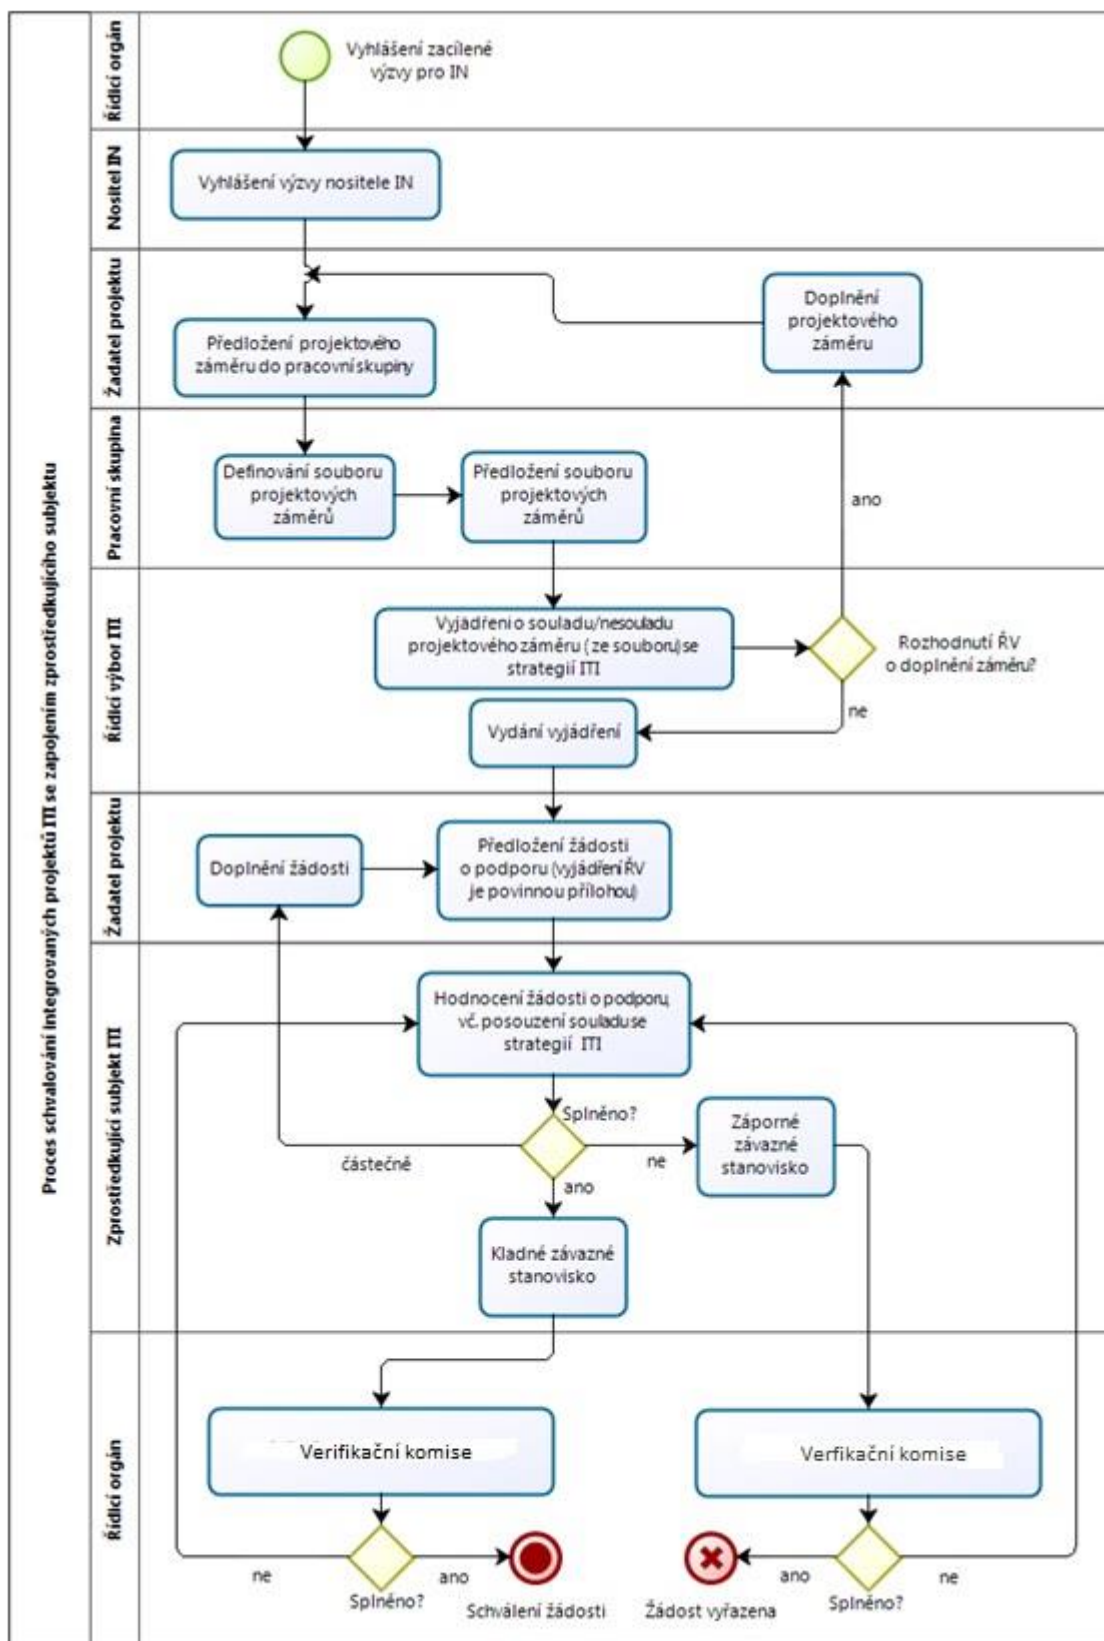 Proces schvalování integrovaných projektů ITI se zapojením zprostředkujícího subjektu
Řídicí orgán
Vyhlášení zacílené
výzvy pro IN
Nositel IN
Vyhlášení výzvy nositele IN
Žadatel projektu
Doplnění
projektového
záměru
Předložení projektového
záměru do pracovní skupiny
Pracovní skupina
Definování souboru
projektových
záměrů
Předložení souboru
projektových
záměrů
ano
Řídicí výbor ITI
Vyjádření o souladu/nesouladu
projektového záměru ( ze souboru) se
strategií ITI
Rozhodnutí ŘV
o doplnění záměru?
ne
Vydání vyjádření
Žadatel projektu
Doplnění žádosti
Předložení žádosti
o podporu (vyjádření ŘV
je povinnou přílohou)
Zprostředkující subjekt ITI
Hodnocení žádosti o podporu,
vč. posouzení souladu se
strategií ITI
Splněno?
částečně
ne
ano
Záporné
závazné
stanovisko
Kladné závazné
stanovisko
Řídicí orgán
Verifikační komise
Verfikační komise
ne
ano
Splněno?
Schválení žádosti
Žádost vyřazena
ano
ne
Splněno?